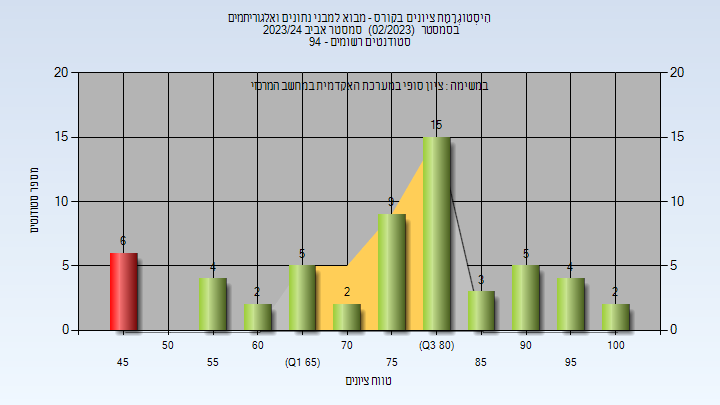 היסטוגרמת ציונים בקורס - מבוא למבני נתונים ואלגוריתמים
בסמסטר (02/2023) סמסטר אביב 2023/24
סטודנטים רשומים - 94
במשימה : ציון סופי במערכת האקדמית במחשב המרכזי
20 20
15 15
10 10
5 5
0 0
מספר סטודנטים
6 4 2 5 2 9 15 3 5 4 2
45 50 55 60 (Q1 65) 70 75 (Q3 80) 85 90 95 100
טווח ציונים